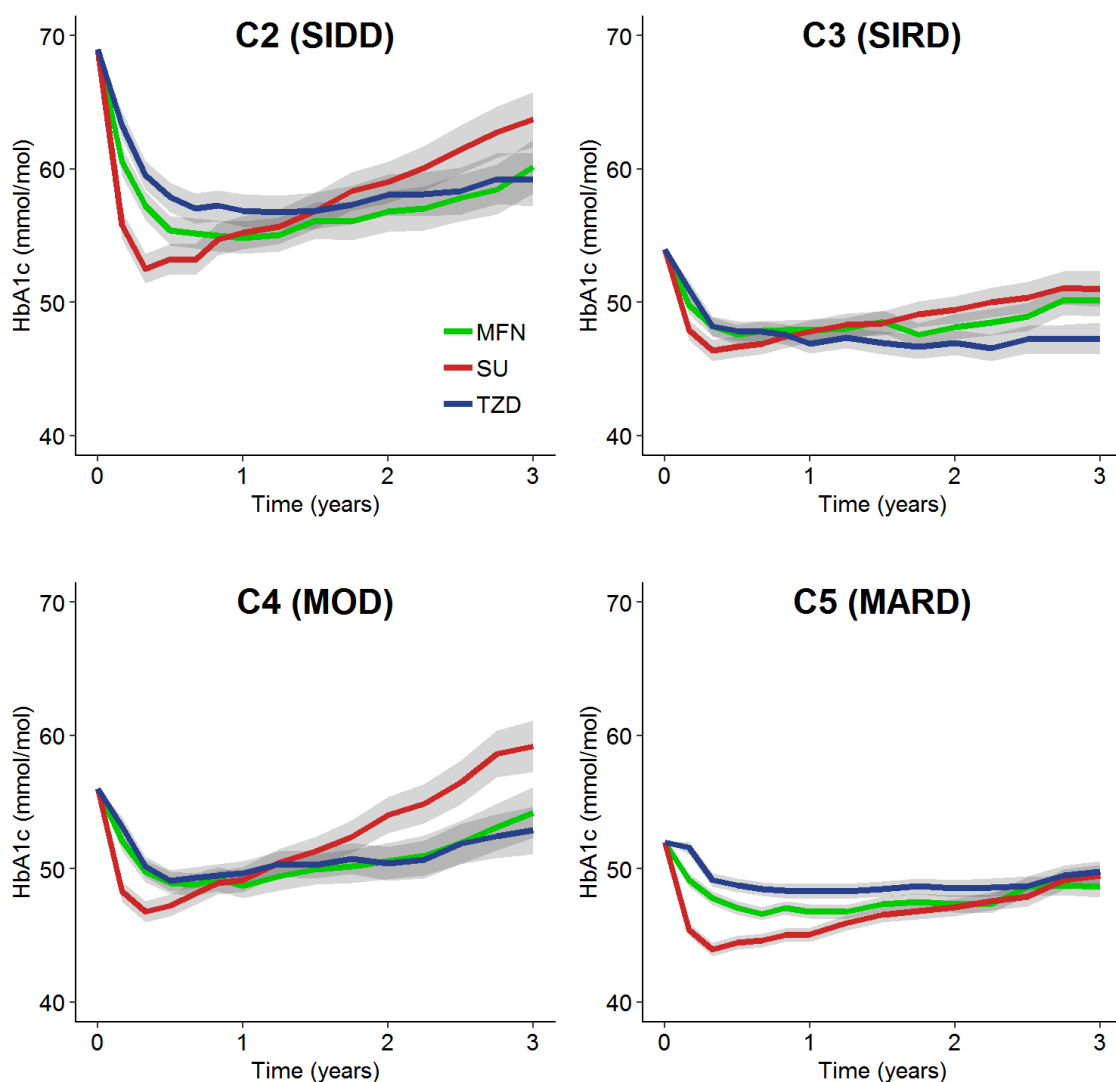 C2 (SIDD)
70
60
50
40
HbA1c (mmol/mol)
MFN
SU
TZD
0 1 2 3
Time (years)
C3 (SIRD)
70
60
50
40
HbA1c (mmol/mol)
0 1 2 3
Time (years)
C4 (MOD)
70
60
50
40
HbA1c (mmol/mol)
0 1 2 3
Time (years)
C5 (MARD)
70
60
50
40
HbA1c (mmol/mol)
0 1 2 3
Time (years)